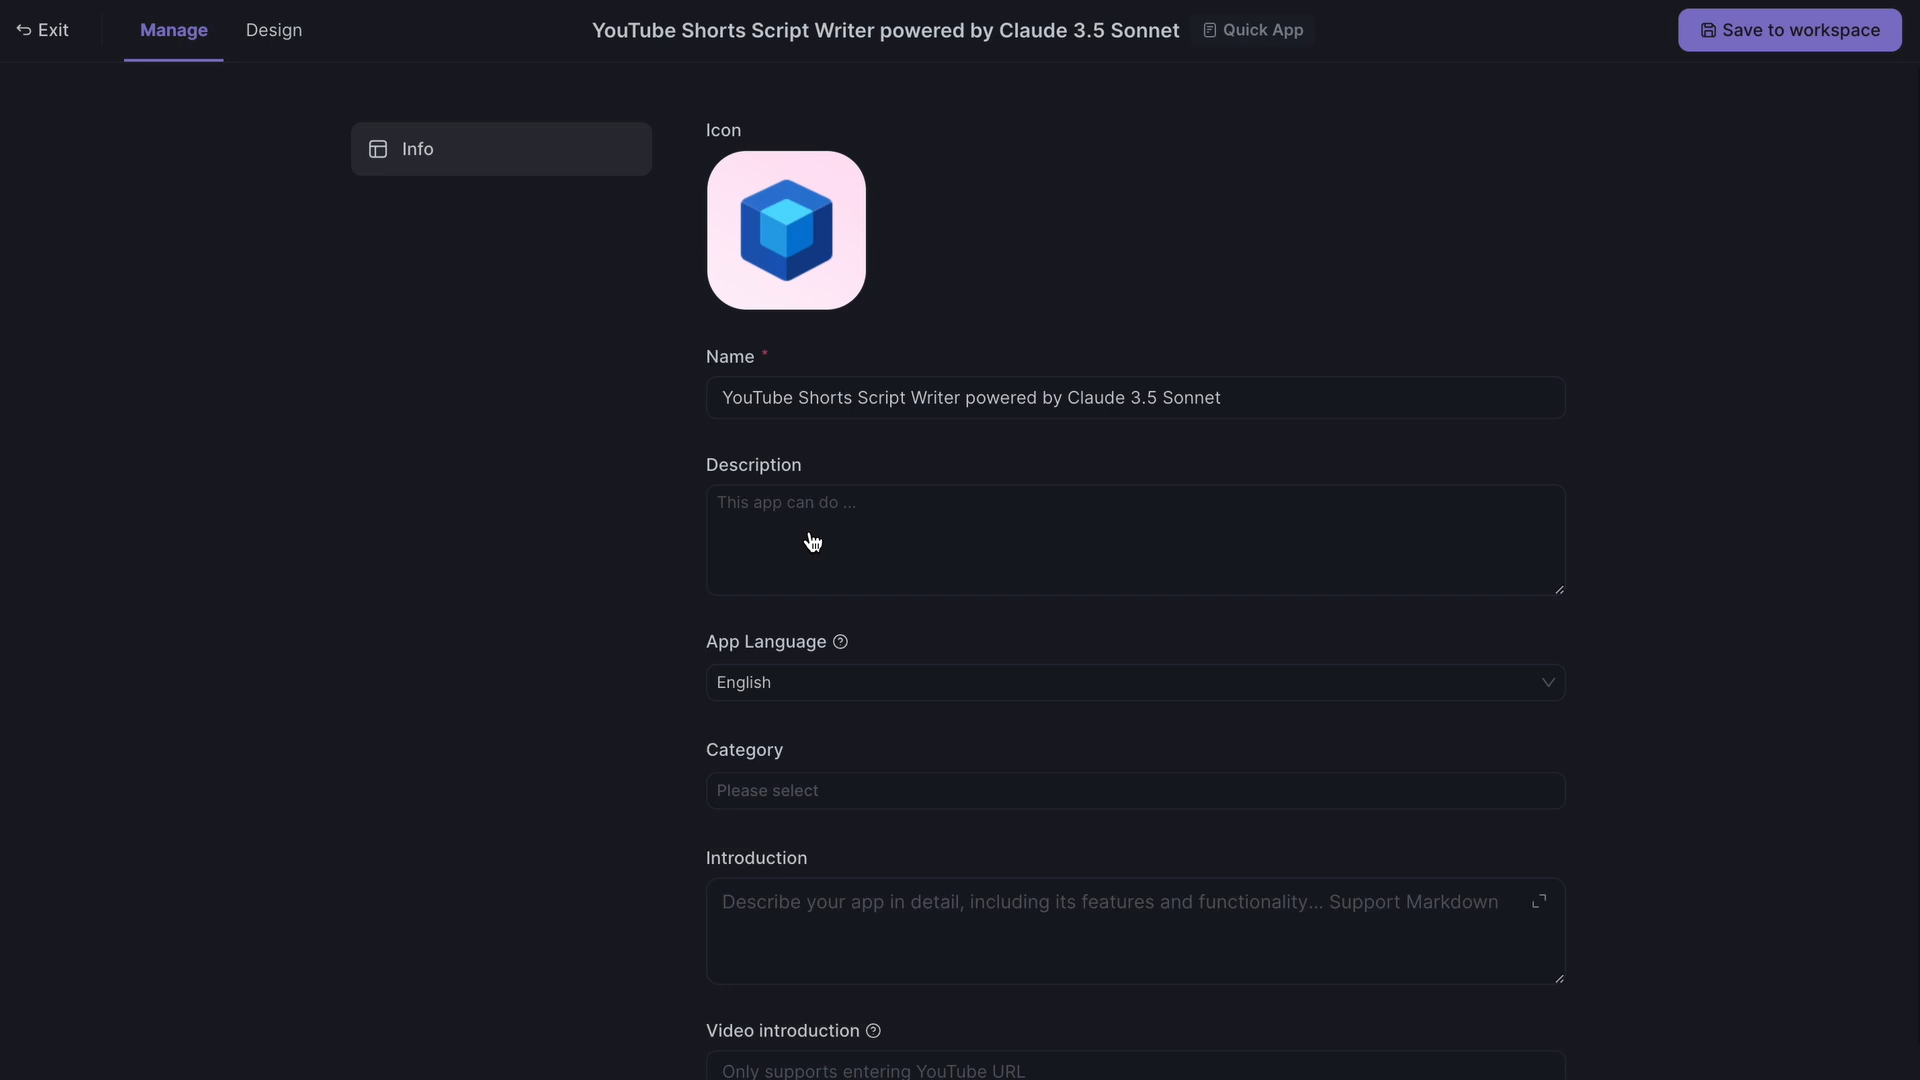 Exit
Manage
Design
YouTube Shorts Script Writer powered by Claude 3.5 Sonnet
Quick App
Save to workspace
Info
Icon
Name *
YouTube Shorts Script Writer powered by Claude 3.5 Sonnet
Description
This app can do ...
App Language ?
English
Category
Please select
Introduction
Describe your app in detail, including its features and functionality... Support Markdown
Video introduction ?
Only supports entering YouTube URL